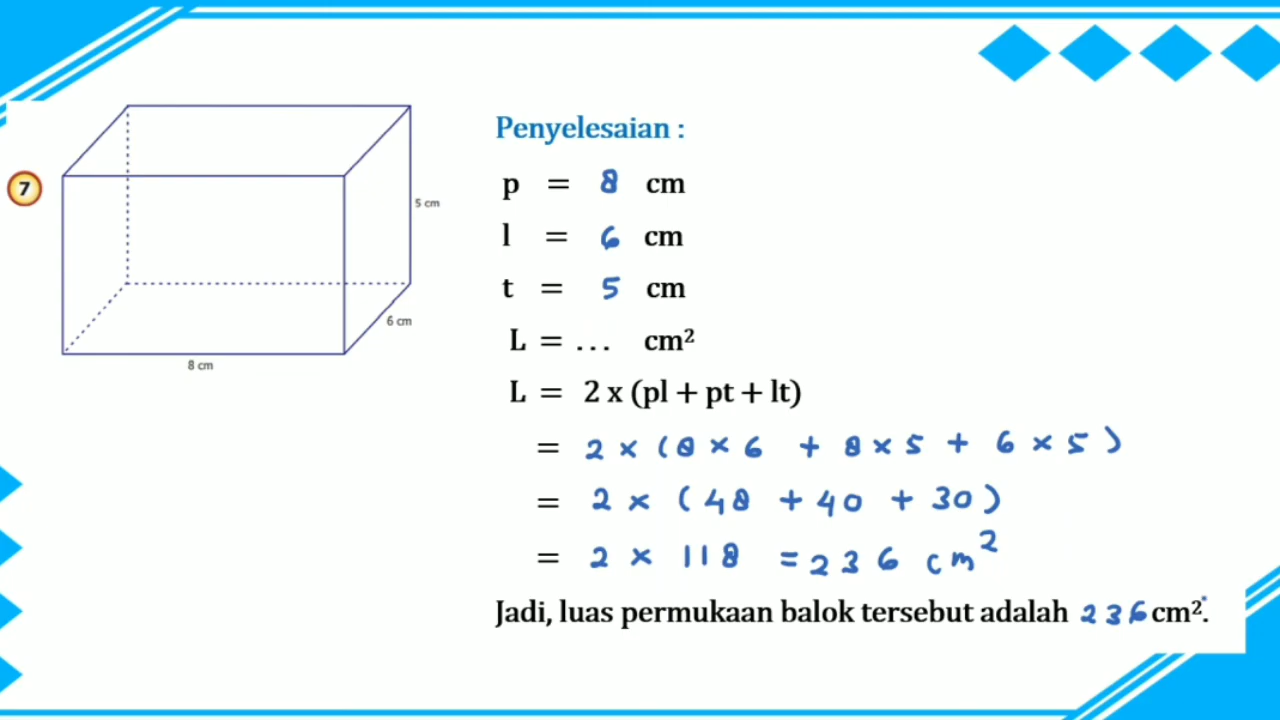 7
5 cm
6 cm
8 cm
Penyelesaian :
p = 8 cm
l = 6 cm
t = 5 cm
L = ... cm²
L = 2 x (pl + pt + lt)
= 2 × (8 × 6 + 8 × 5 + 6 × 5)
= 2 × (48 + 40 + 30)
= 2 × 118 = 236 cm²
Jadi, luas permukaan balok tersebut adalah 236 cm².